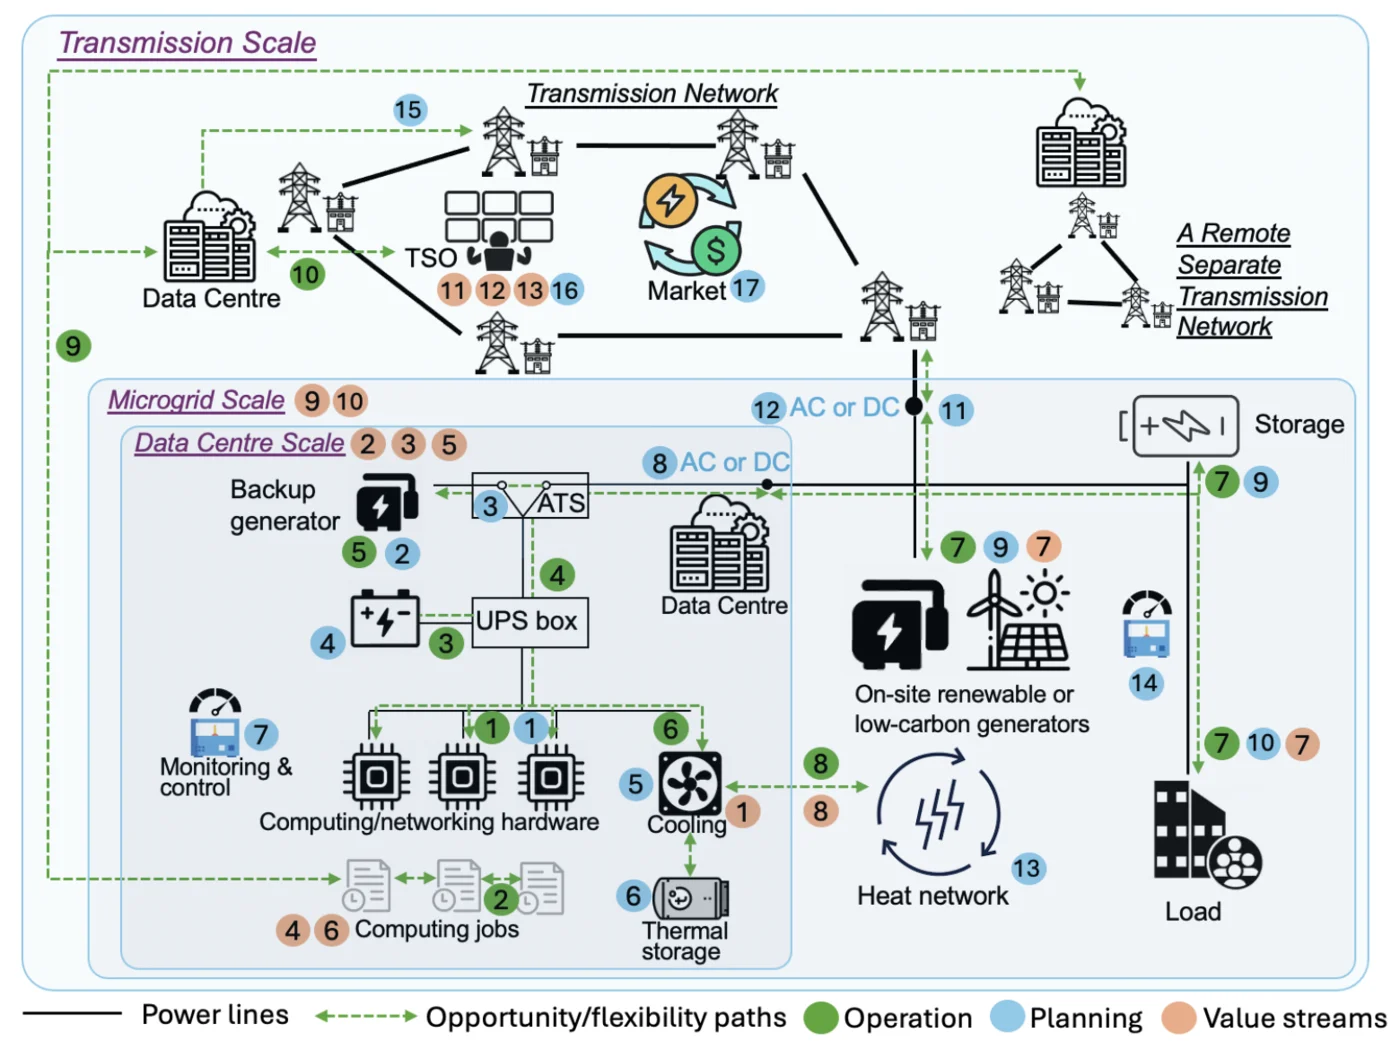 Transmission Scale
15
Transmission Network
TSO
10
11 12 13 16
Market 17
Data Centre
A Remote
Separate
Transmission
Network
9
Microgrid Scale 9 10
12 AC or DC 11
Data Centre Scale 2 3 5
8 AC or DC
Storage
7 9
Backup
generator
3 ATS
5 2
4
Data Centre
7 9 7
UPS box
4 3
14
On-site renewable or
low-carbon generators
7
Monitoring &
control
1 1 6
5
Cooling 1
8
8
7 10 7
Computing/networking hardware
Heat network 13
2
4 6 Computing jobs
6
Thermal
storage
Load
Power lines
Opportunity/flexibility paths
Operation
Planning
Value streams